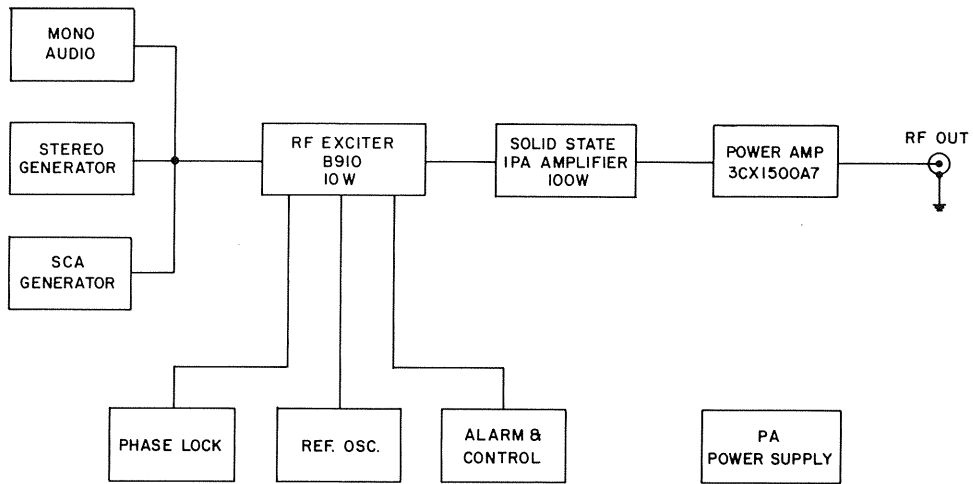 MONO
AUDIO
STEREO
GENERATOR
SCA
GENERATOR
RF EXCITER
B910
10 W
SOLID STATE
IPA AMPLIFIER
100W
POWER AMP
3CX1500A7
RF OUT
PHASE LOCK
REF. OSC.
ALARM &
CONTROL
PA
POWER SUPPLY